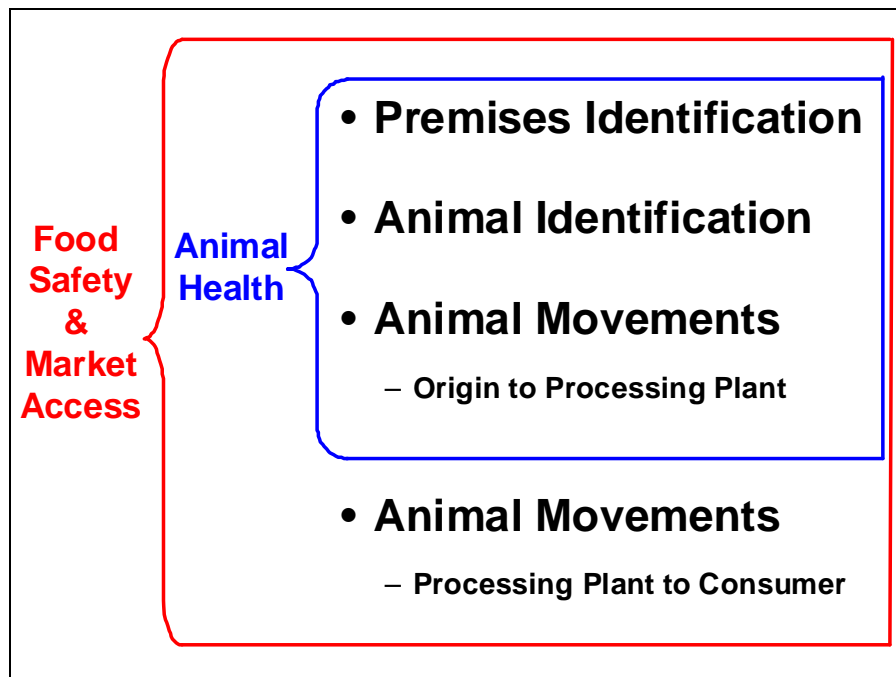 Food
Safety
&
Market
Access
Animal
Health
• Premises Identification
• Animal Identification
• Animal Movements
– Origin to Processing Plant
• Animal Movements
– Processing Plant to Consumer